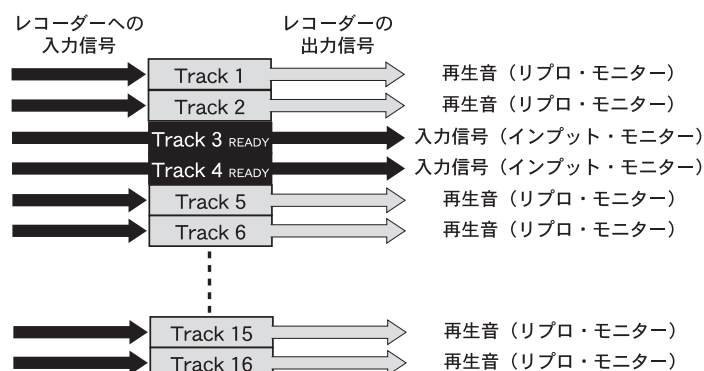 レコーダーへの
入力信号
レコーダーの
出力信号
Track 1
再生音（リプロ・モニター）
Track 2
再生音（リプロ・モニター）
Track 3 READY
入力信号（インプット・モニター）
Track 4 READY
入力信号（インプット・モニター）
Track 5
再生音（リプロ・モニター）
Track 6
再生音（リプロ・モニター）
Track 15
再生音（リプロ・モニター）
Track 16
再生音（リプロ・モニター）